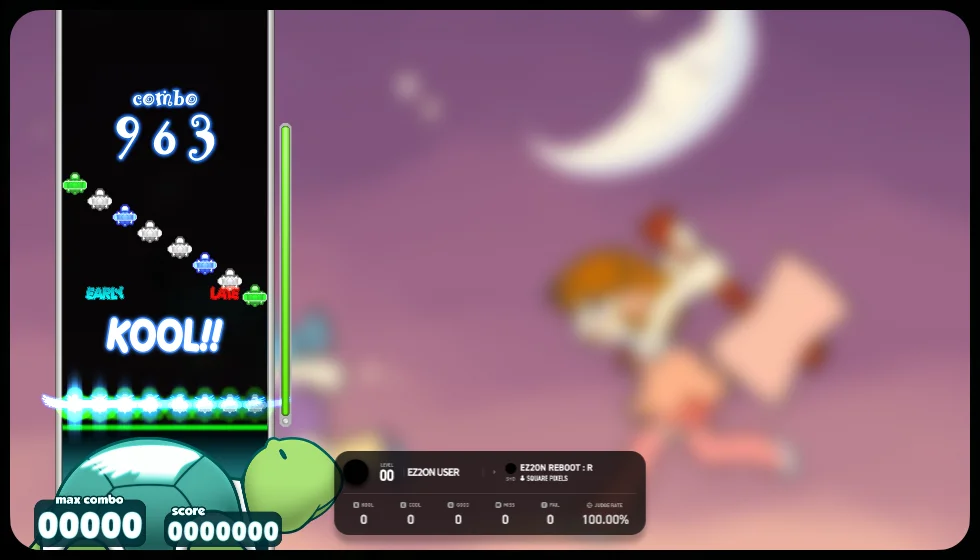 combo
963
EARLY LATE
KOOL!!
max combo
00000
score
0000000
LEVEL
00 EZ2ON USER
EZ2ON REBOOT : R
SQUARE PIXELS
KOOL COOL GOOD MISS FAIL JUDGE RATE
0 0 0 0 0 100.00%